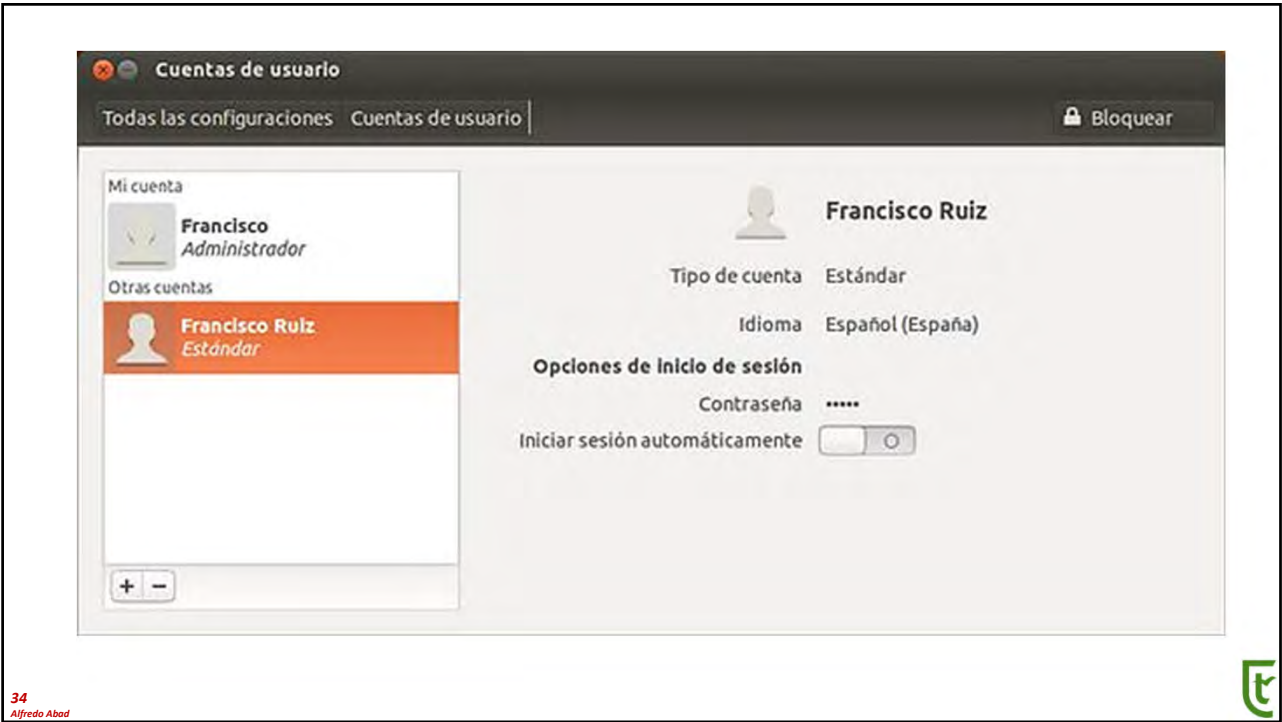 Cuentas de usuario
Todas las configuraciones Cuentas de usuario
Bloquear
Mi cuenta
Francisco
Administrador
Otras cuentas
Francisco Ruiz
Estándar
Francisco Ruiz
Tipo de cuenta Estándar
Idioma Español (España)
Opciones de inicio de sesión
Contraseña •••••
Iniciar sesión automáticamente
+ −
34
Alfredo Abad